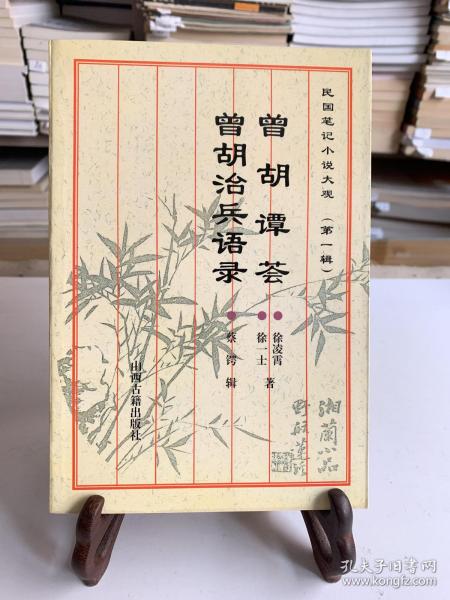 民国笔记小说大观（第一辑）
曾胡谭荟
徐凌霄
徐一士 著
曾胡治兵语录
蔡锷 辑
山西古籍出版社
湘蘭小品
孔夫子旧书网
www.kongfz.com